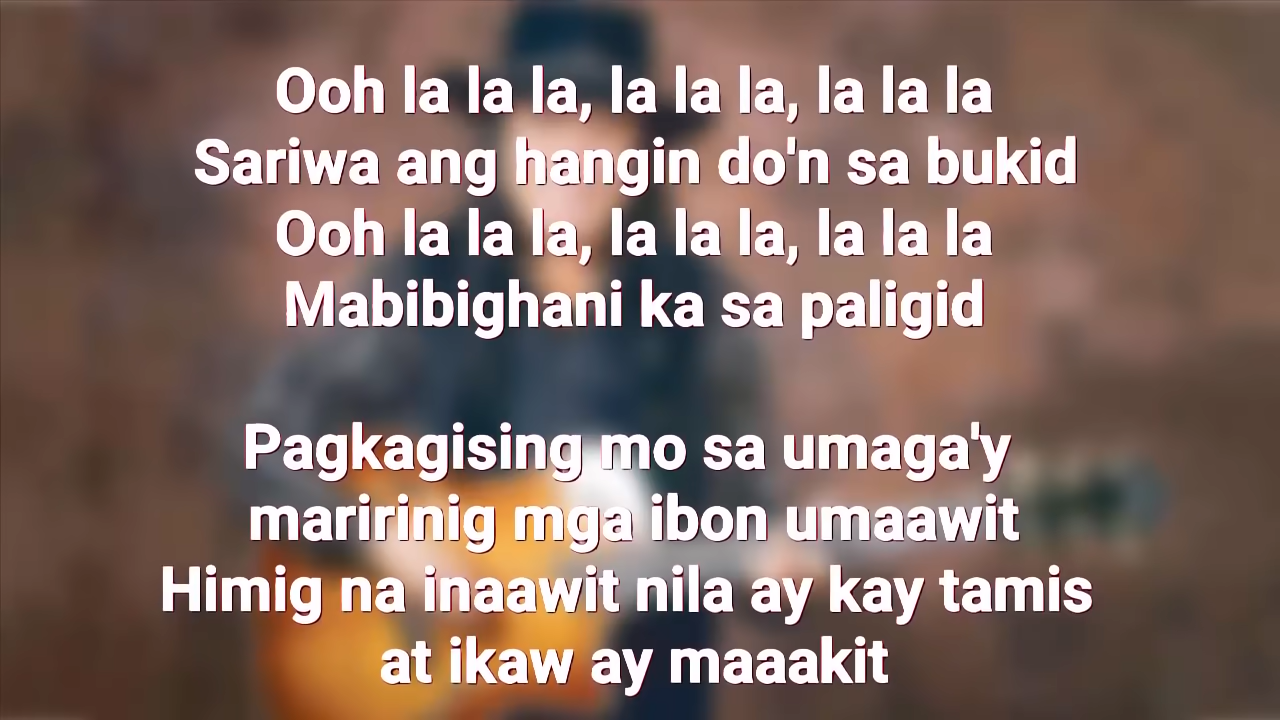 Ooh la la la, la la la, la la la
Sariwa ang hangin do'n sa bukid
Ooh la la la, la la la, la la la
Mabibighani ka sa paligid
Pagkagising mo sa umaga'y
maririnig mga ibon umaawit
Himig na inaawit nila ay kay tamis
at ikaw ay maaakit